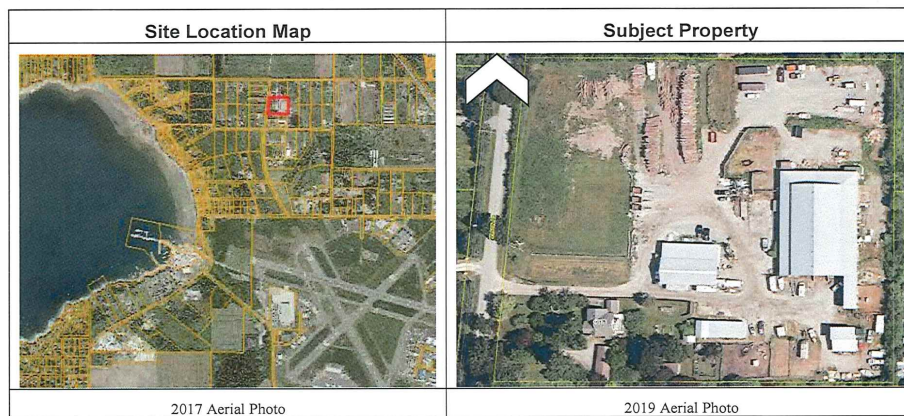 Site Location Map
Subject Property
2017 Aerial Photo
2019 Aerial Photo